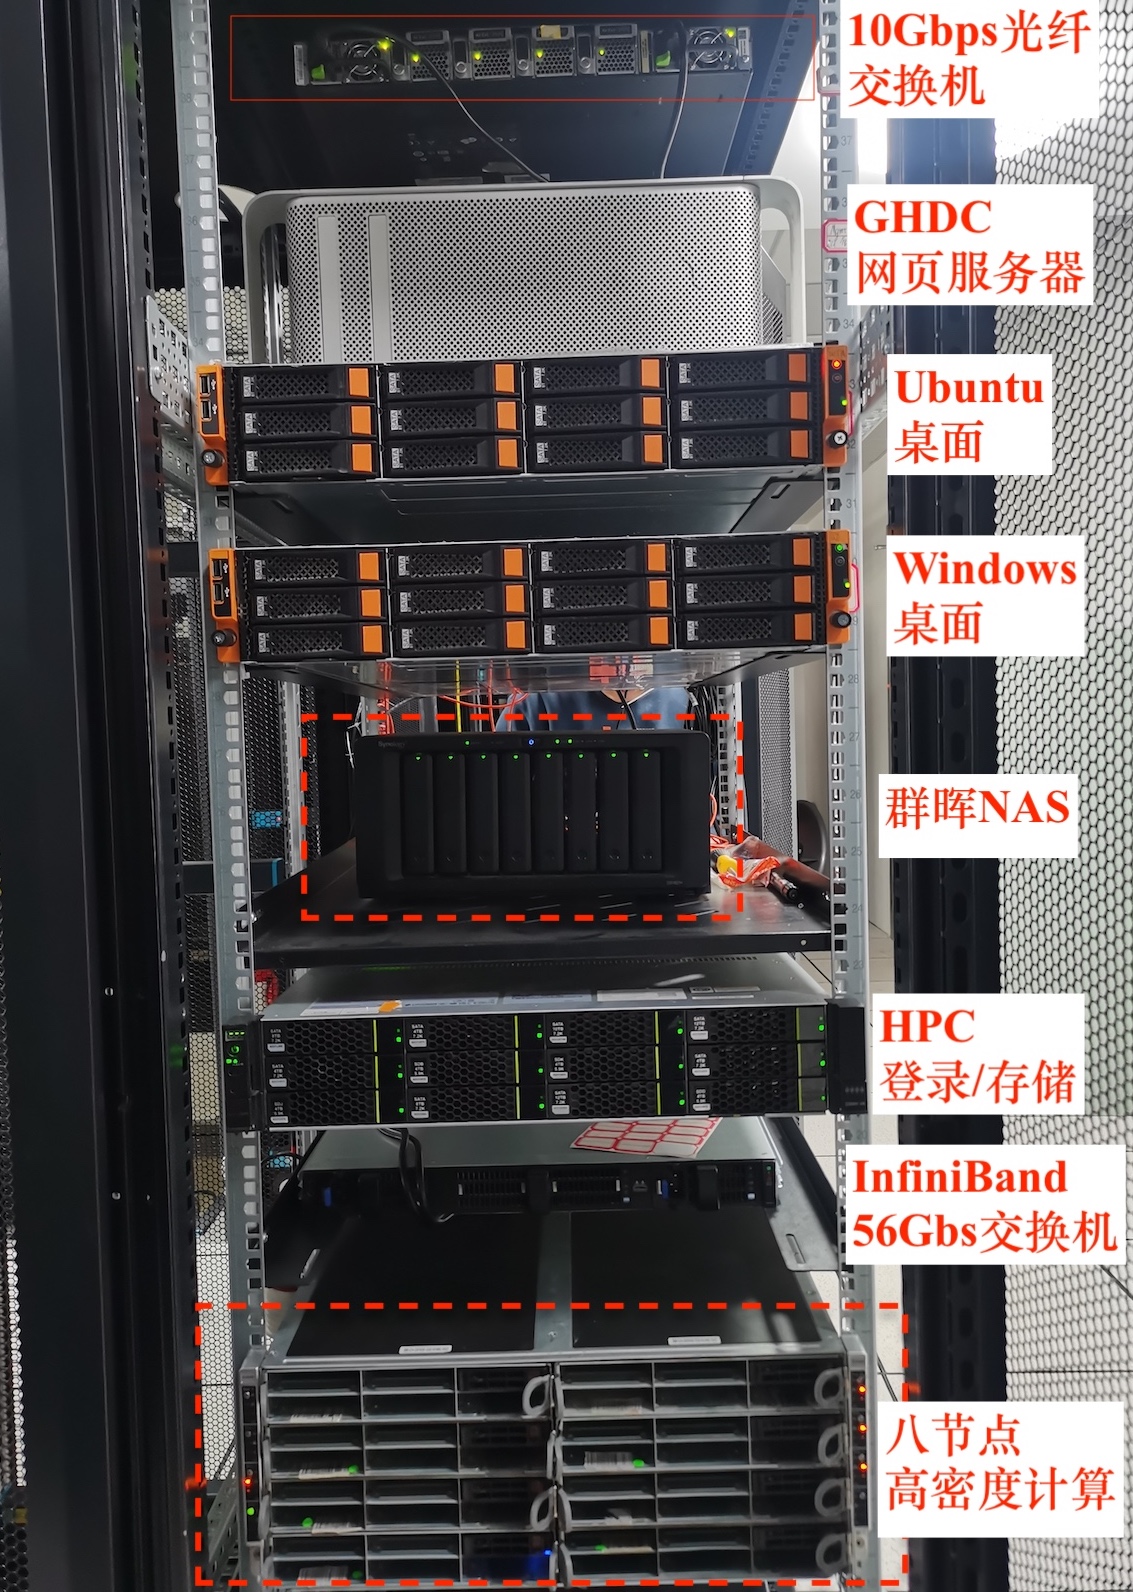 10Gbps光纤
交换机
GHDC
网页服务器
Ubuntu
桌面
Windows
桌面
群晖NAS
HPC
登录/存储
InfiniBand
56Gbs交换机
八节点
高密度计算